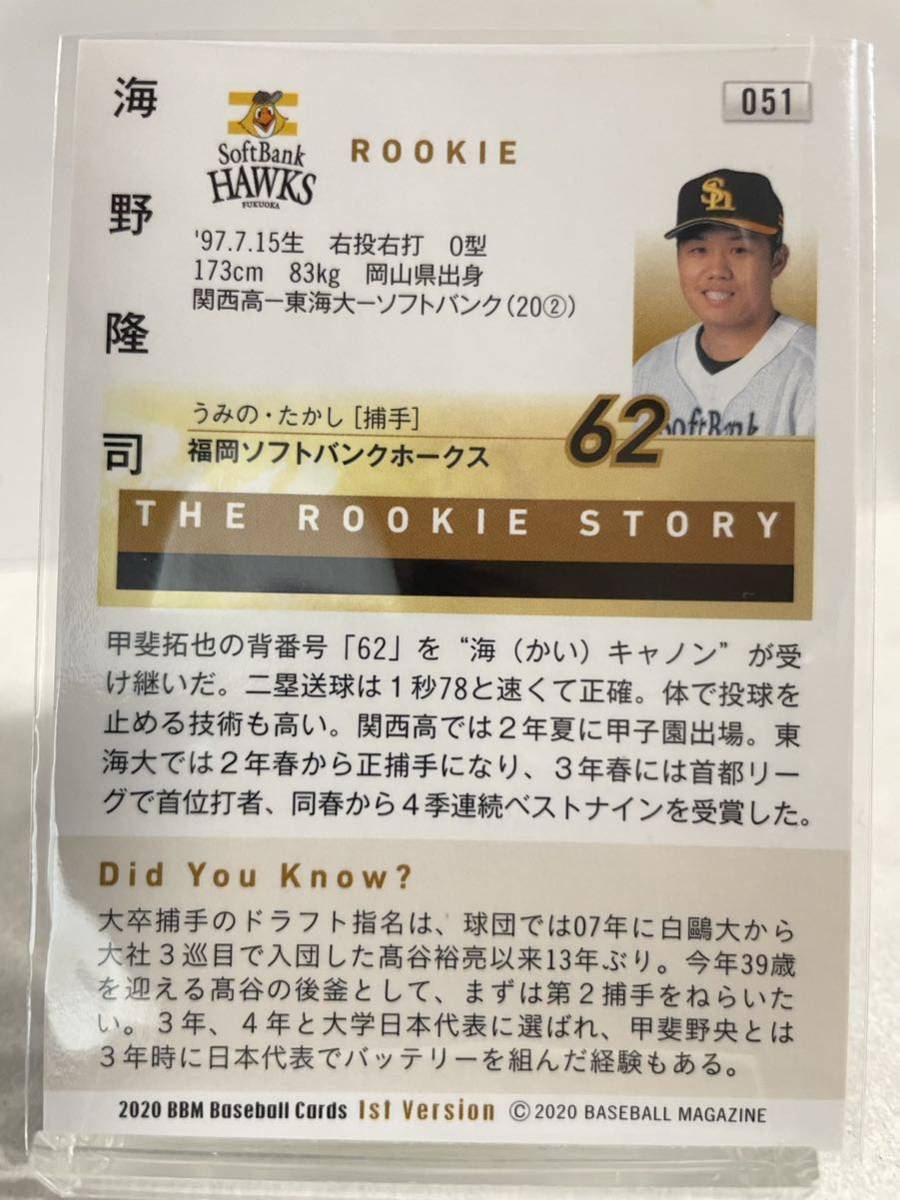 海野隆司
SoftBank
HAWKS
FUKUOKA
ROOKIE
051
'97.7.15生 右投右打 O型
173cm 83kg 岡山県出身
関西高ー東海大ーソフトバンク(20②)
Sh
SoftBank
うみの・たかし[捕手]
福岡ソフトバンクホークス
62
THE ROOKIE STORY
甲斐拓也の背番号「62」を“海(かい)キャノン”が受
け継いだ。二塁送球は1秒78と速くて正確。体で投球を
止める技術も高い。関西高では2年夏に甲子園出場。東
海大では2年春から正捕手になり、3年春には首都リー
グで首位打者、同春から4季連続ベストナインを受賞した。
Did You Know?
大卒捕手のドラフト指名は、球団では07年に白鷗大から
大社3巡目で入団した髙谷裕亮以来13年ぶり。今年39歳
を迎える髙谷の後釜として、まずは第2捕手をねらいた
い。3年、4年と大学日本代表に選ばれ、甲斐野央とは
3年時に日本代表でバッテリーを組んだ経験もある。
2020 BBM Baseball Cards 1st Version ©2020 BASEBALL MAGAZINE